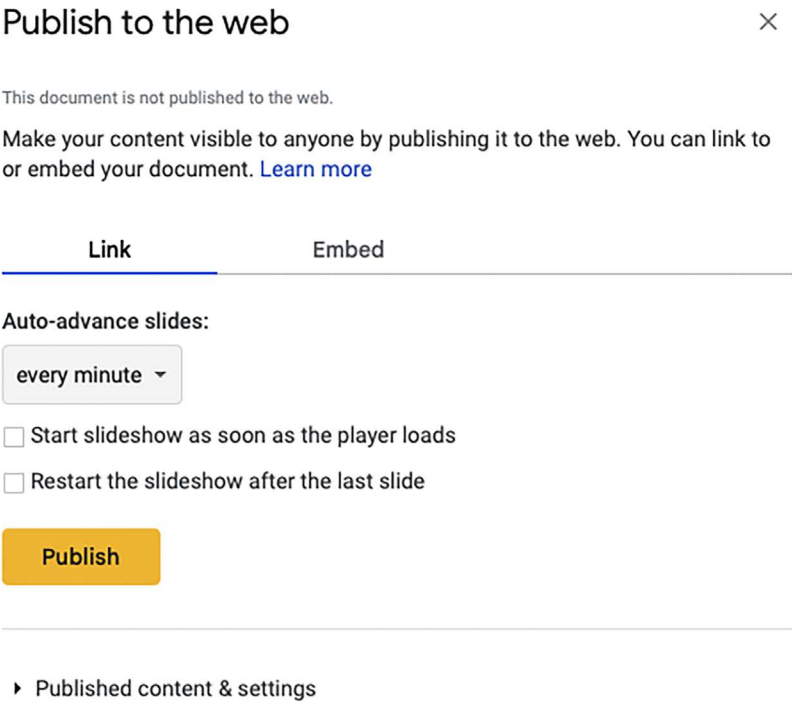 Publish to the web
This document is not published to the web.
Make your content visible to anyone by publishing it to the web. You can link to
or embed your document. Learn more
Link Embed
Auto-advance slides:
every minute
Start slideshow as soon as the player loads
Restart the slideshow after the last slide
Publish
Published content & settings